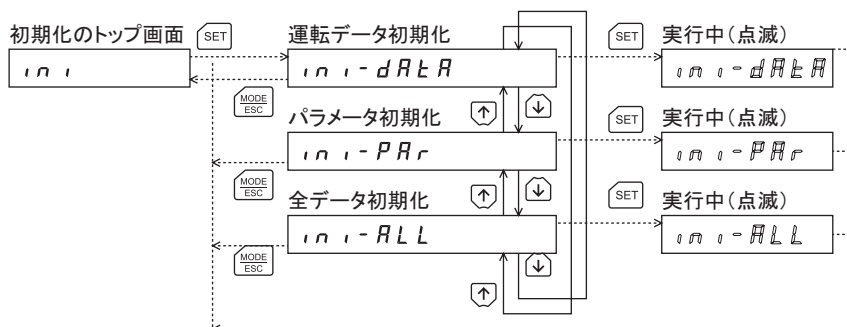 初期化のトップ画面 SET 運転データ初期化 SET 実行中（点滅）
ini ini-dAtA ini-dAtA
MODE
ESC
パラメータ初期化 ↑ ↓ SET 実行中（点滅）
ini-PAr ini-PAr
MODE
ESC
全データ初期化 ↑ ↓ SET 実行中（点滅）
ini-ALL ini-ALL
MODE
ESC
↑ ↓